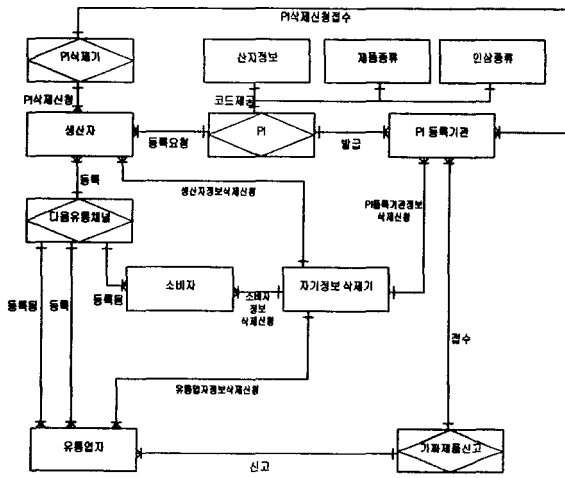 PI삭제신청접수
PI삭제기
산지정보
제품종류
인삼종류
PI삭제신청
코드제공
생산자
등록요청
PI
발급
PI 등록기관
등록
생산자정보삭제신청
PI등록기관정보
삭제신청
다음유통채널
소비자
자기정보 삭제기
등록됨
등록
등록됨
소비자
정보
삭제신청
접수
유통업자정보삭제신청
유통업자
신고
가짜제품신고